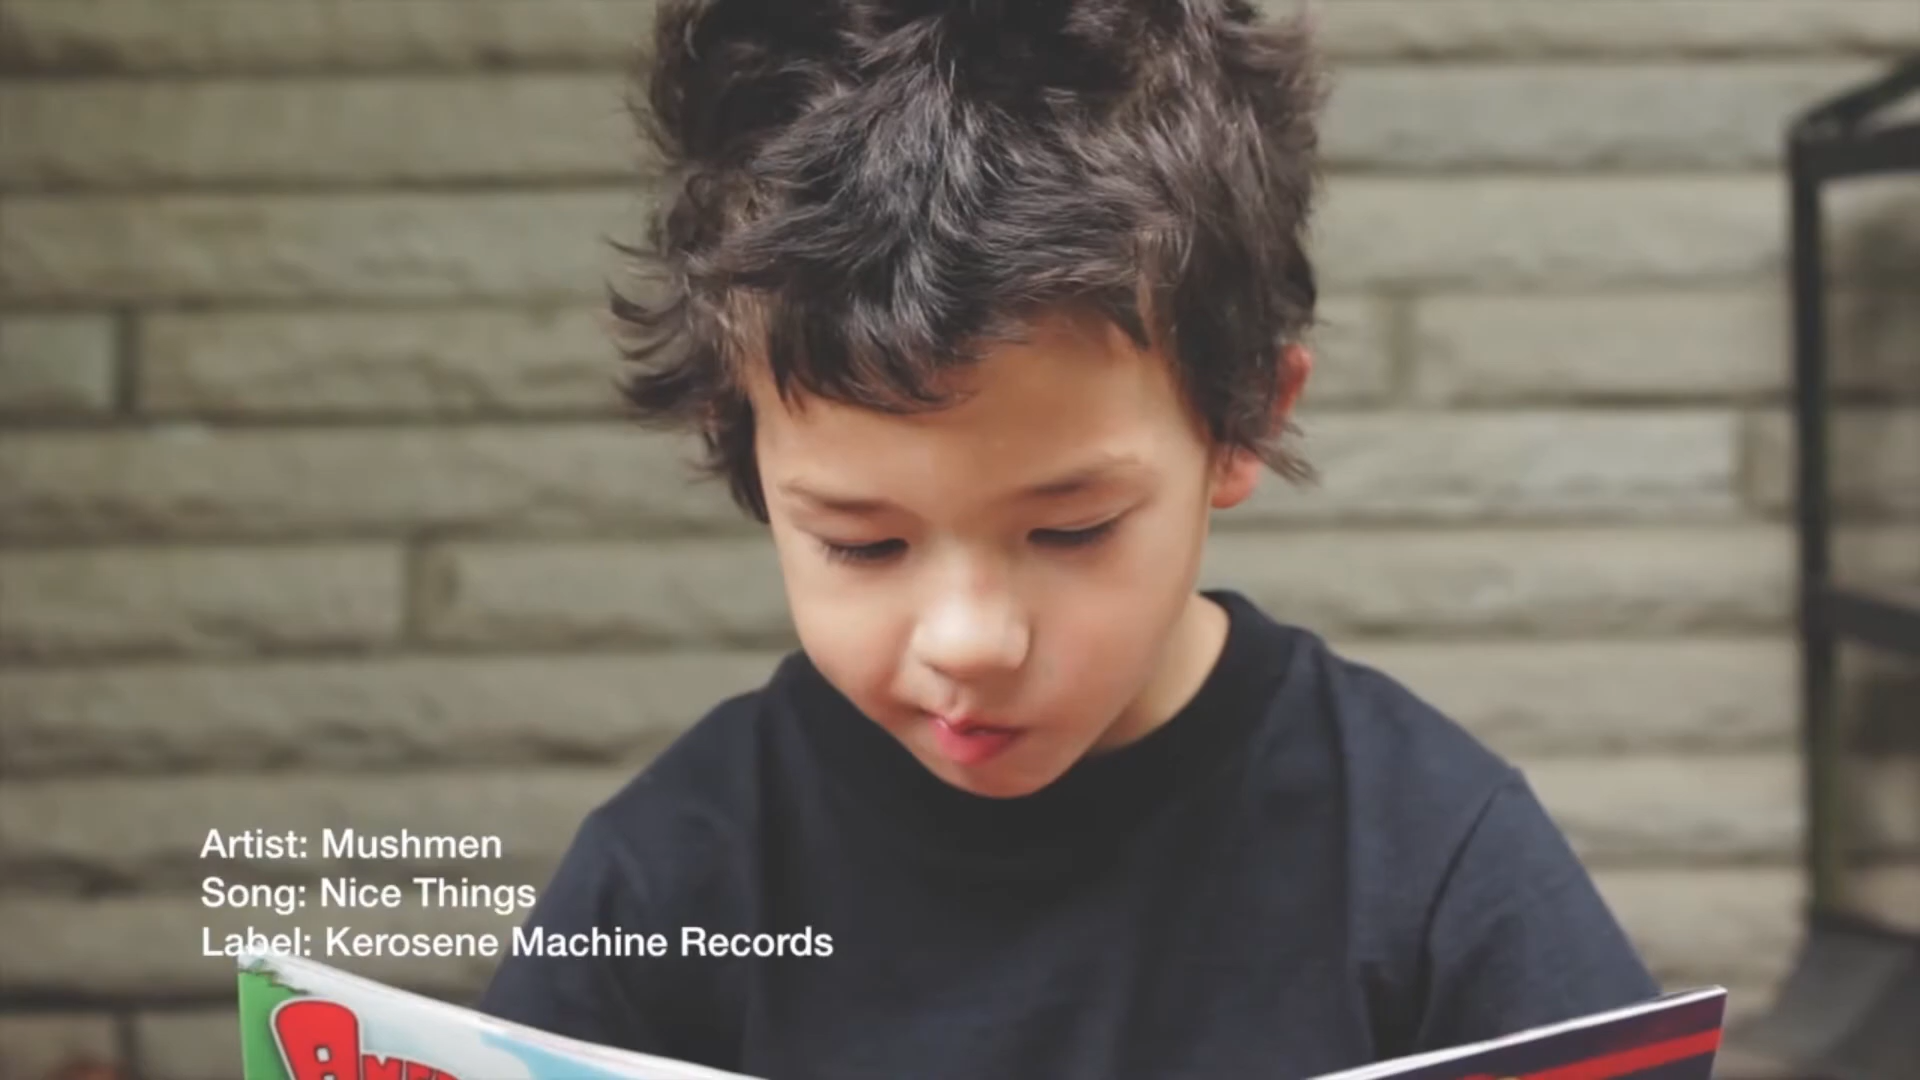 Artist: Mushmen
Song: Nice Things
Label: Kerosene Machine Records